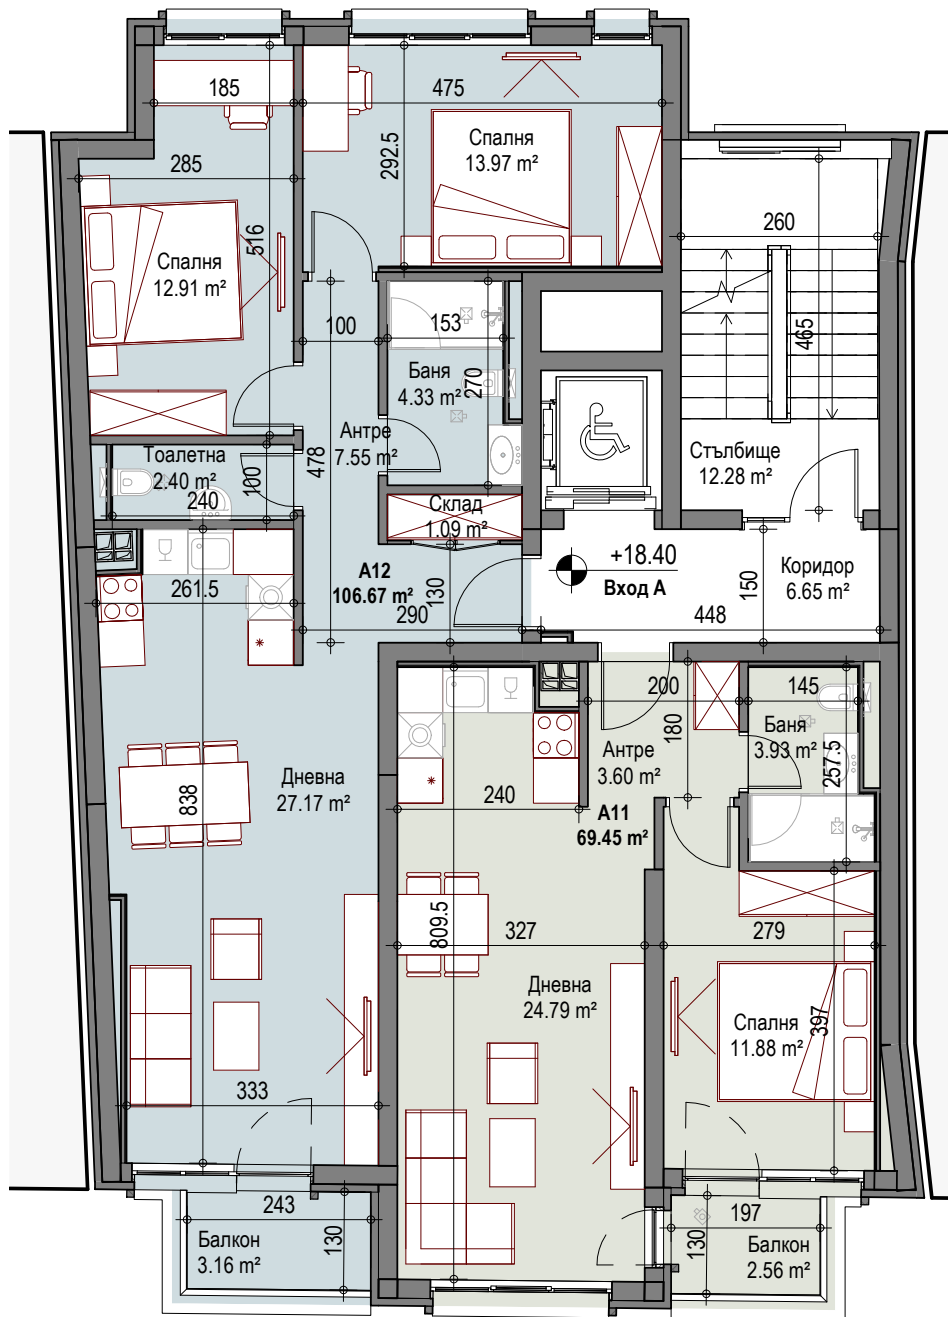 185
475
292.5
Спалня
13.97 m²
285
516
Спалня
12.91 m²
260
465
100
153
Баня
4.33 m²
270
Антре
7.55 m²
478
Стълбище
12.28 m²
Тоалетна
2.40 m²
100
240
Склад
1.09 m²
+18.40
Вход А
Коридор
6.65 m²
150
261.5
A12
106.67 m²
130
290
448
200
180
145
Баня
3.93 m²
257.5
Антре
3.60 m²
Дневна
27.17 m²
838
240
A11
69.45 m²
809.5
327
279
Дневна
24.79 m²
Спалня
11.88 m²
397
333
243
130
Балкон
3.16 m²
197
130
Балкон
2.56 m²